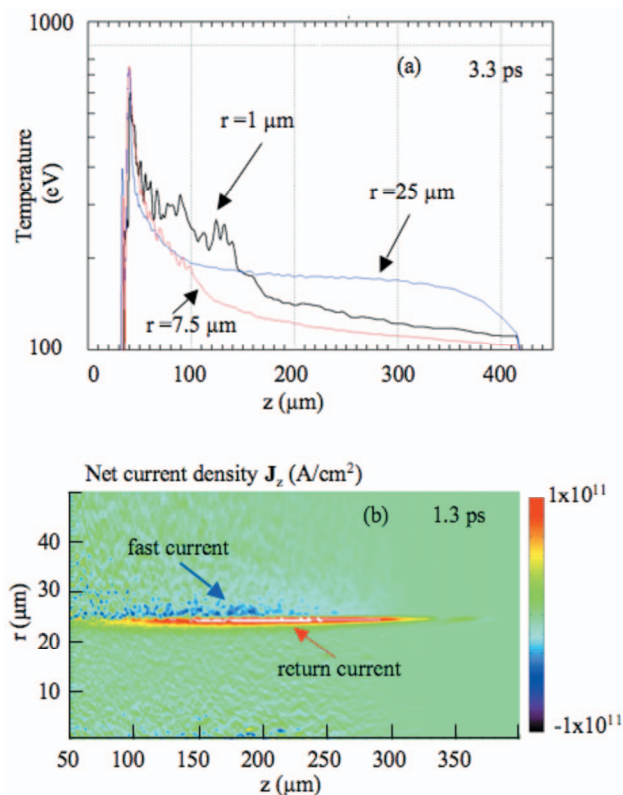 1000
(a)
3.3 ps
r =1 μm
r =25 μm
Temperature
(eV)
r =7.5 μm
100
0 100 200 300 400
z (μm)
Net current density Jz (A/cm²)
1x10¹¹
(b)
1.3 ps
fast current
40
30
20
10
r (μm)
return current
-1x10¹¹
50 100 150 200 250 300 350
z (μm)